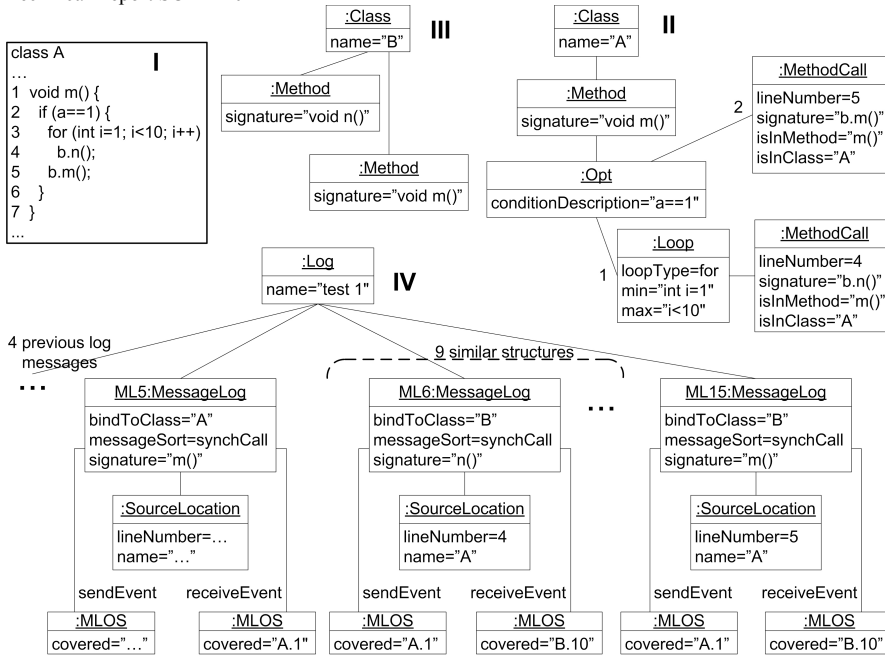 class A
…
1 void m() {
2 if (a==1) {
3 for (int i=1; i<10; i++)
4 b.n();
5 b.m();
6 }
7 }
...
I
:Class
name="B"
III
:Method
signature="void n()"
:Method
signature="void m()"
:Class
name="A"
II
:Method
signature="void m()"
:Opt
conditionDescription="a==1"
2
:MethodCall
lineNumber=5
signature="b.m()"
isInMethod="m()"
isInClass="A"
1
:Loop
loopType=for
min="int i=1"
max="i<10"
:MethodCall
lineNumber=4
signature="b.n()"
isInMethod="m()"
isInClass="A"
:Log
name="test 1"
IV
4 previous log
messages
...
9 similar structures
...
ML5:MessageLog
bindToClass="A"
messageSort=synchCall
signature="m()"
:SourceLocation
lineNumber=…
name="…"
sendEvent
receiveEvent
:MLOS
covered="…"
:MLOS
covered="A.1"
ML6:MessageLog
bindToClass="B"
messageSort=synchCall
signature="n()"
:SourceLocation
lineNumber=4
name="A"
sendEvent
receiveEvent
:MLOS
covered="A.1"
:MLOS
covered="B.10"
ML15:MessageLog
bindToClass="B"
messageSort=synchCall
signature="m()"
:SourceLocation
lineNumber=5
name="A"
sendEvent
receiveEvent
:MLOS
covered="A.1"
:MLOS
covered="B.10"